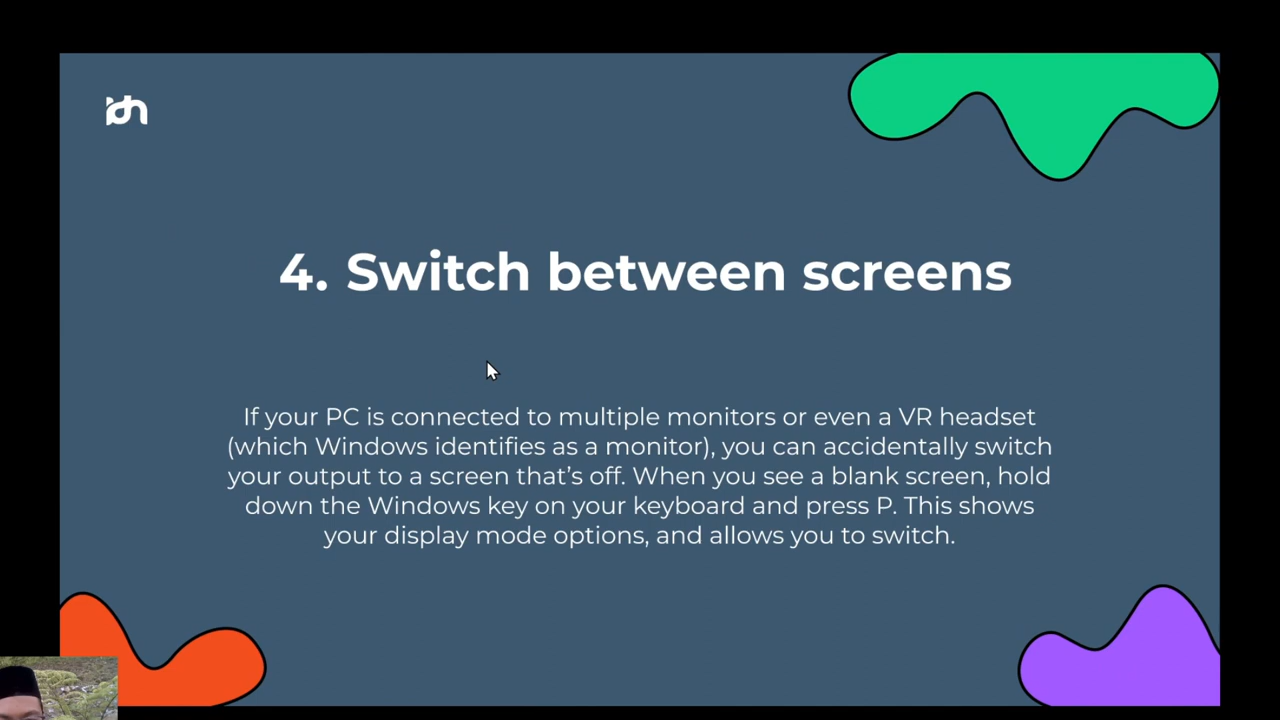 4. Switch between screens
If your PC is connected to multiple monitors or even a VR headset
(which Windows identifies as a monitor), you can accidentally switch
your output to a screen that’s off. When you see a blank screen, hold
down the Windows key on your keyboard and press P. This shows
your display mode options, and allows you to switch.